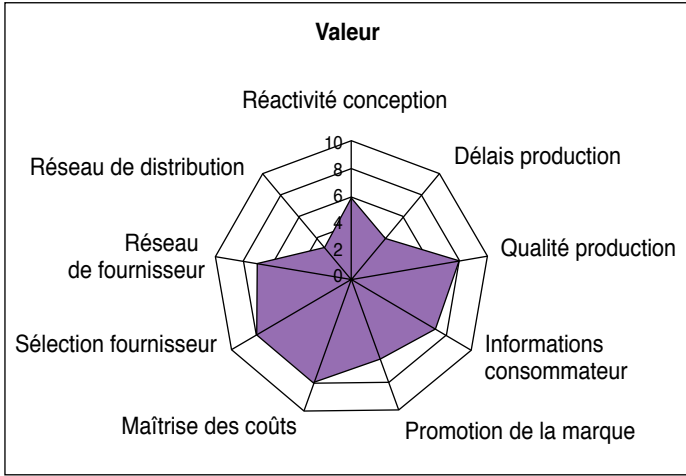 Valeur
Réactivité conception
Délais production
Qualité production
Informations
consommateur
Promotion de la marque
Maîtrise des coûts
Sélection fournisseur
Réseau
de fournisseur
Réseau de distribution
10
8
6
4
2
0